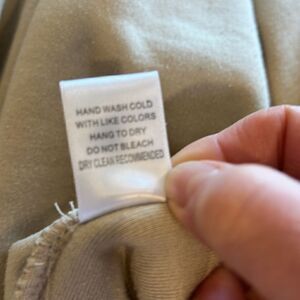 HAND WASH COLD
WITH LIKE COLORS
HANG TO DRY
DO NOT BLEACH
DRY CLEAN RECOMMENDED